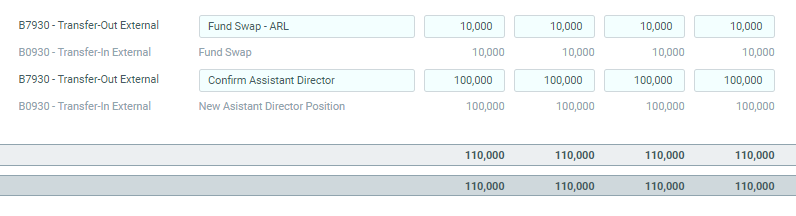 B7930 - Transfer-Out External Fund Swap - ARL 10,000 10,000 10,000 10,000
B0930 - Transfer-In External Fund Swap 10,000 10,000 10,000 10,000
B7930 - Transfer-Out External Confirm Assistant Director 100,000 100,000 100,000 100,000
B0930 - Transfer-In External New Asistant Director Position 100,000 100,000 100,000 100,000
110,000 110,000 110,000 110,000
110,000 110,000 110,000 110,000